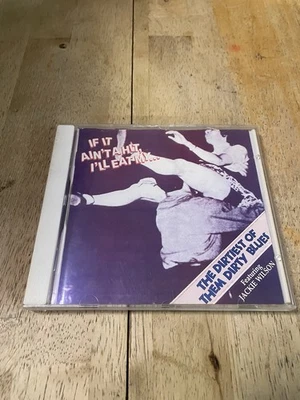 IF IT
AIN'T A HIT
I'LL EAT MY....
THE DIRTIEST OF
THEM DIRTY BLUES
Featuring
JACKIE WILSON